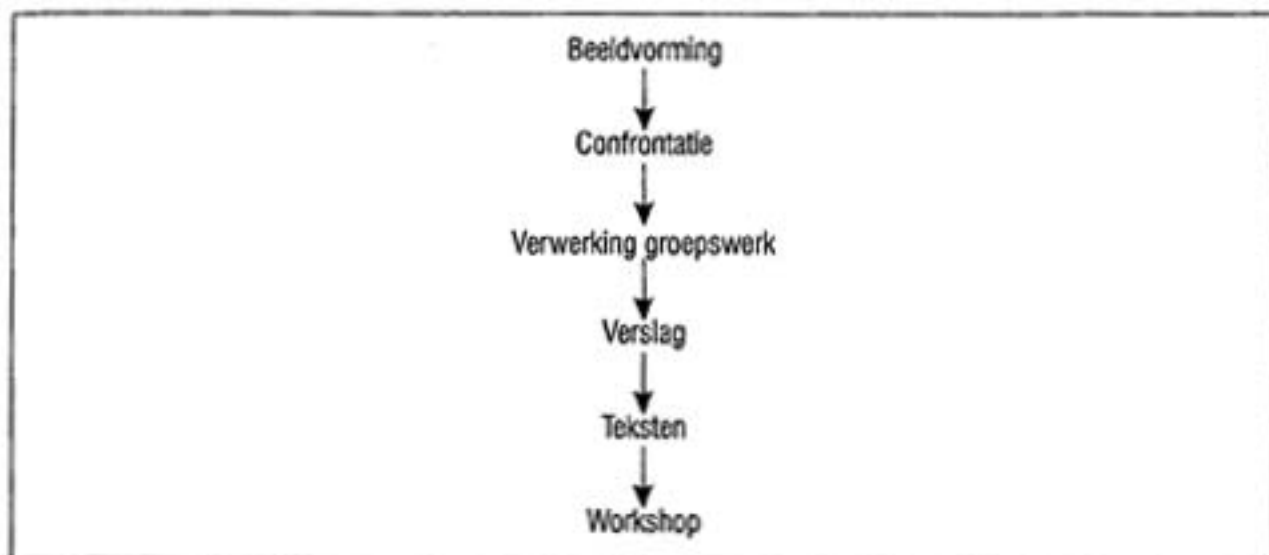 Beeldvorming
Confrontatie
Verwerking groepswerk
Verslag
Teksten
Workshop